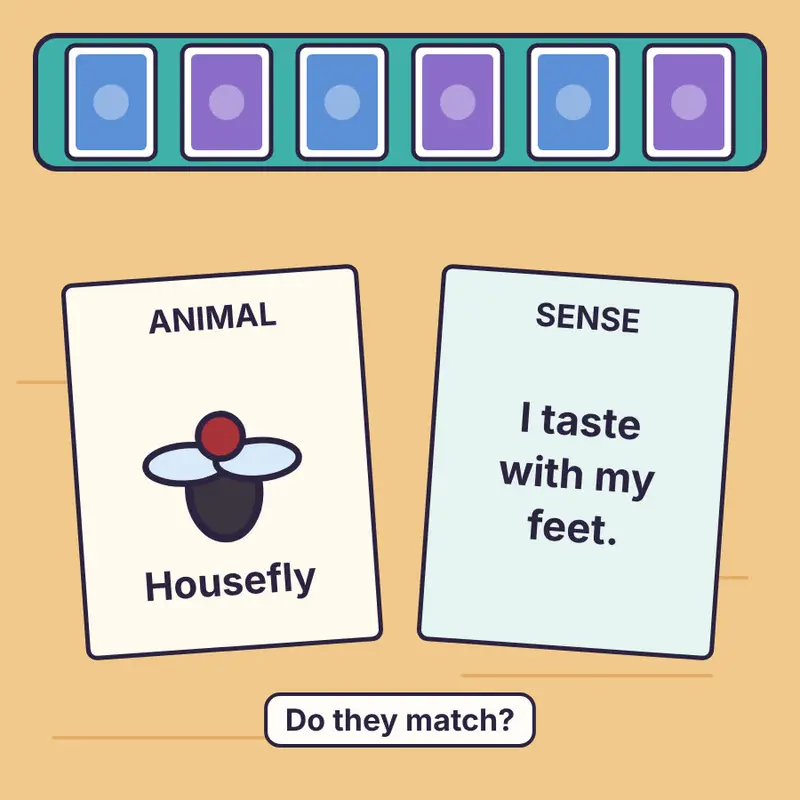 ANIMAL
Housefly
SENSE
I taste
with my
feet.
Do they match?